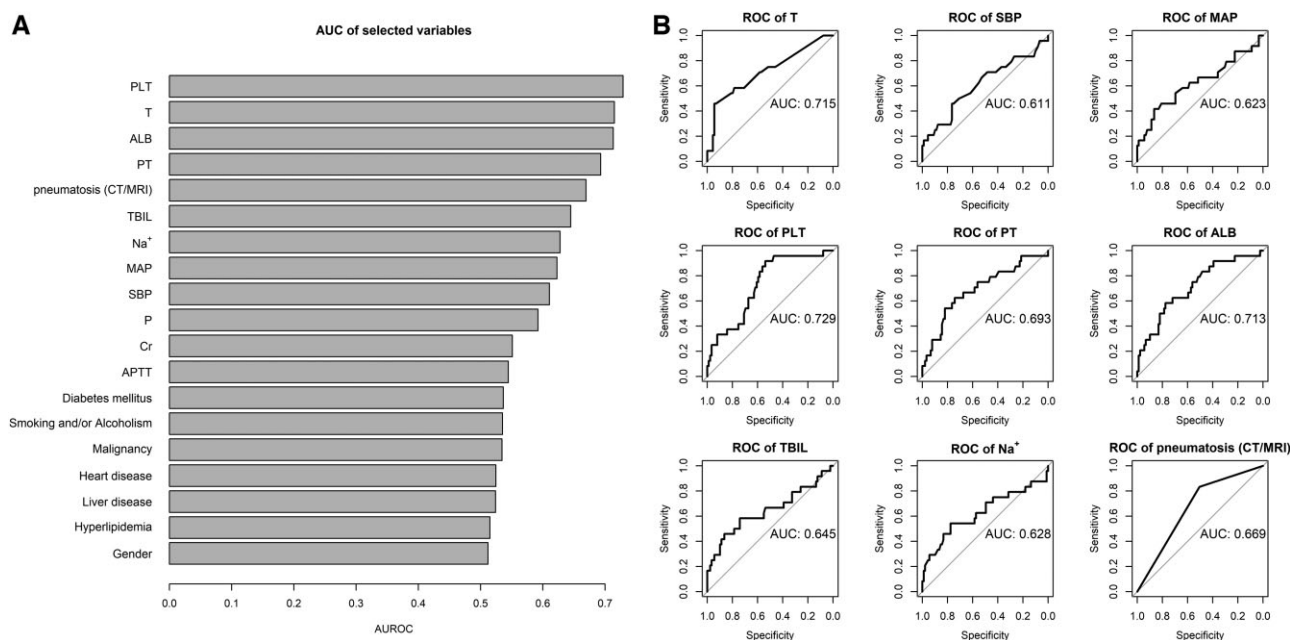 A
AUC of selected variables
PLT
T
ALB
PT
pneumatosis (CT/MRI)
TBIL
Na+
MAP
SBP
P
Cr
APTT
Diabetes mellitus
Smoking and/or Alcoholism
Malignancy
Heart disease
Liver disease
Hyperlipidemia
Gender
0.0 0.1 0.2 0.3 0.4 0.5 0.6 0.7
AUROC
B
ROC of T
Sensitivity
0.0 0.2 0.4 0.6 0.8 1.0
AUC: 0.715
1.0 0.8 0.6 0.4 0.2 0.0
Specificity
ROC of SBP
Sensitivity
0.0 0.2 0.4 0.6 0.8 1.0
AUC: 0.611
1.0 0.8 0.6 0.4 0.2 0.0
Specificity
ROC of MAP
Sensitivity
0.0 0.2 0.4 0.6 0.8 1.0
AUC: 0.623
1.0 0.8 0.6 0.4 0.2 0.0
Specificity
ROC of PLT
Sensitivity
0.0 0.2 0.4 0.6 0.8 1.0
AUC: 0.729
1.0 0.8 0.6 0.4 0.2 0.0
Specificity
ROC of PT
Sensitivity
0.0 0.2 0.4 0.6 0.8 1.0
AUC: 0.693
1.0 0.8 0.6 0.4 0.2 0.0
Specificity
ROC of ALB
Sensitivity
0.0 0.2 0.4 0.6 0.8 1.0
AUC: 0.713
1.0 0.8 0.6 0.4 0.2 0.0
Specificity
ROC of TBIL
Sensitivity
0.0 0.2 0.4 0.6 0.8 1.0
AUC: 0.645
1.0 0.8 0.6 0.4 0.2 0.0
Specificity
ROC of Na+
Sensitivity
0.0 0.2 0.4 0.6 0.8 1.0
AUC: 0.628
1.0 0.8 0.6 0.4 0.2 0.0
Specificity
ROC of pneumatosis (CT/MRI)
Sensitivity
0.0 0.2 0.4 0.6 0.8 1.0
AUC: 0.669
1.0 0.8 0.6 0.4 0.2 0.0
Specificity